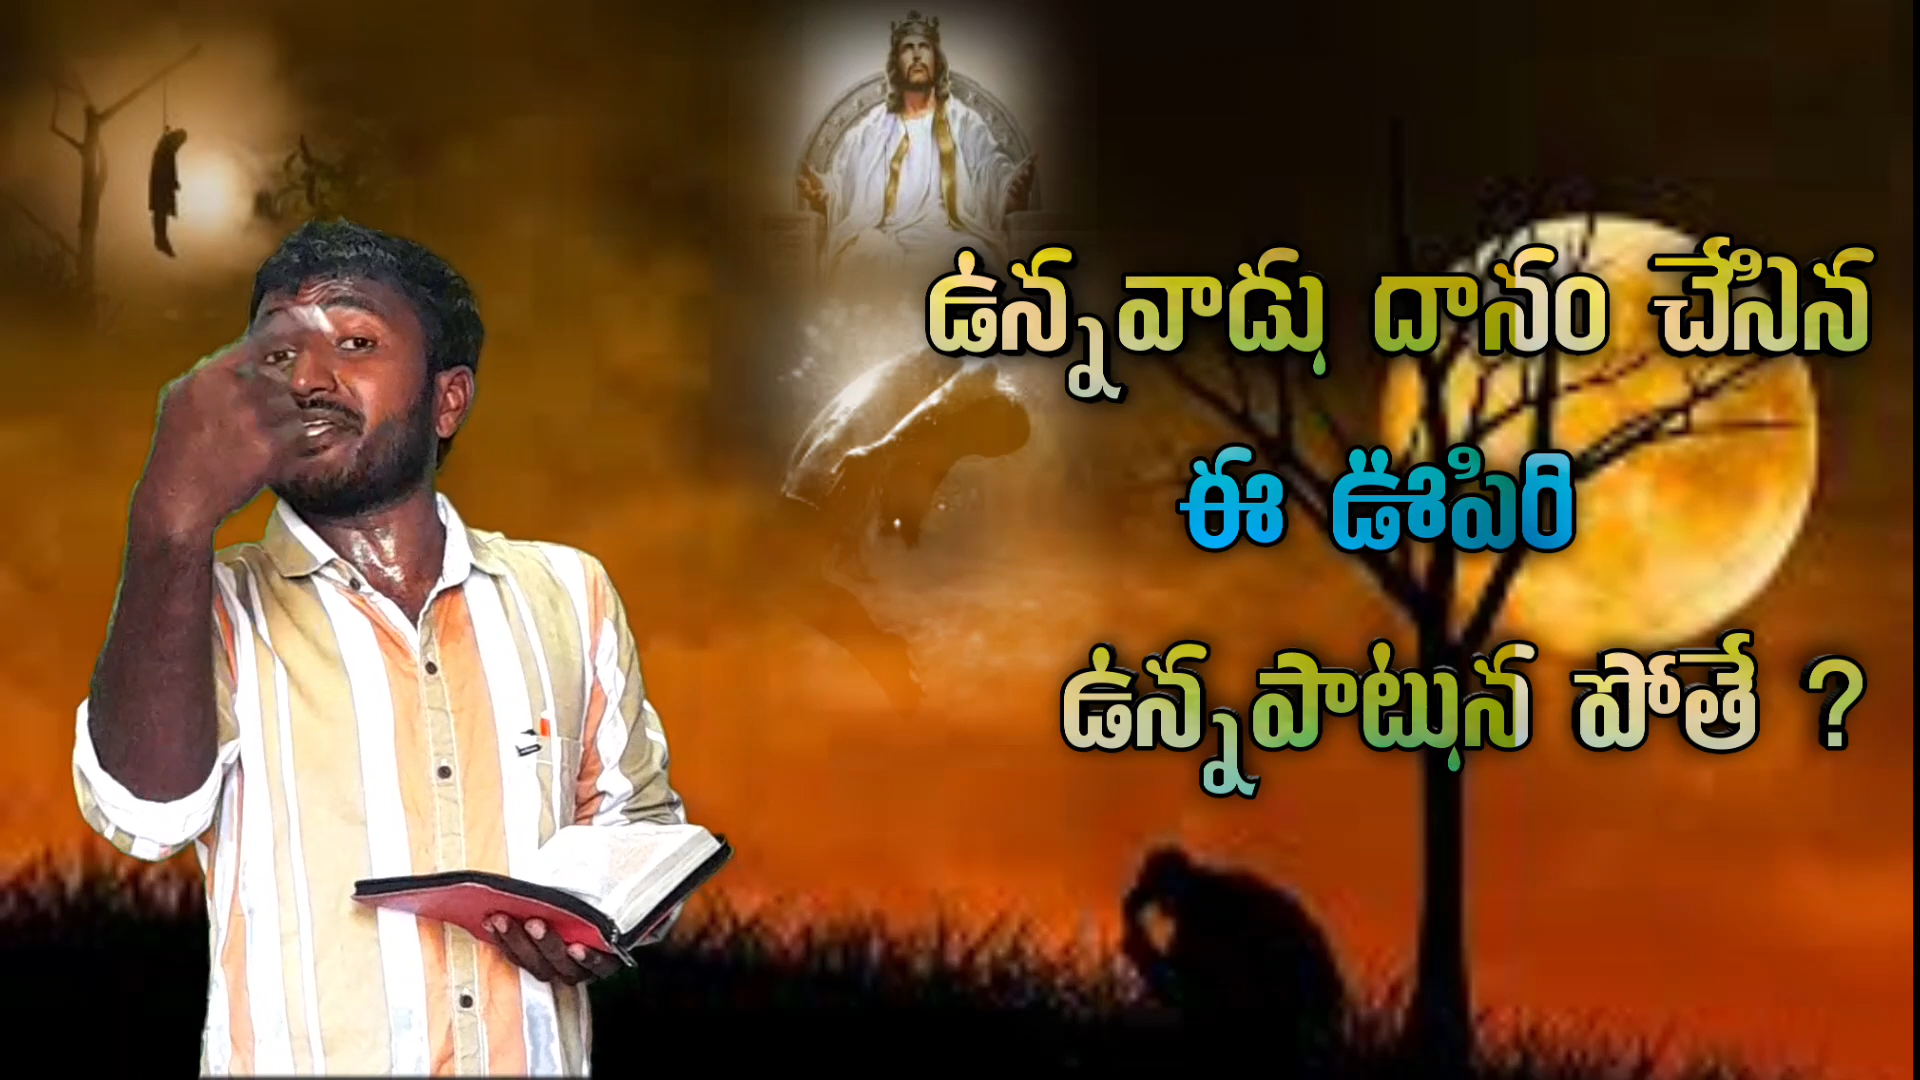 ఉన్నవాడు దానం చేసిన
ఈ ఊపిరి
ఉన్నపాటున పోతే ?